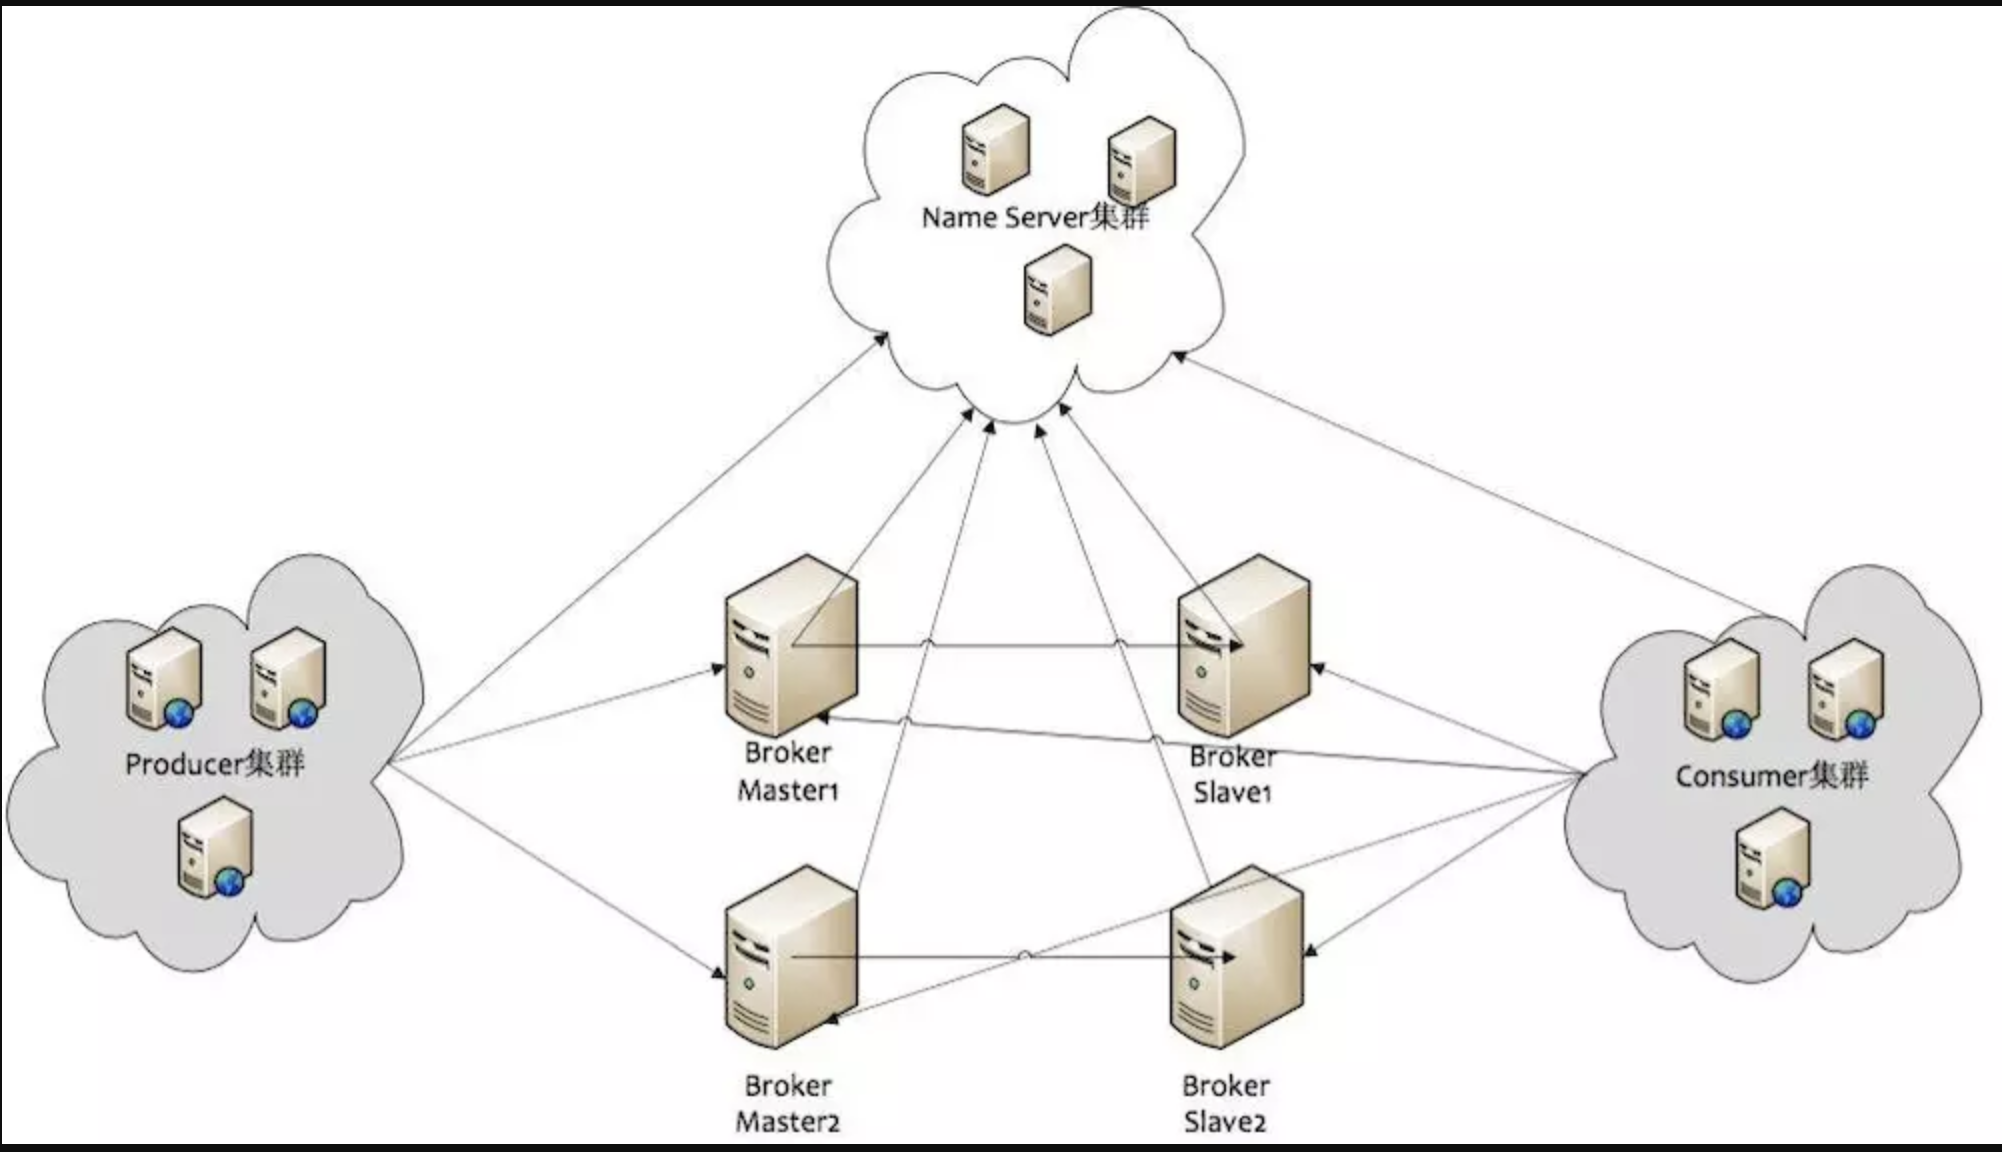 Name Server集群
Producer集群
Broker
Master1
Broker
Slave1
Consumer集群
Broker
Master2
Broker
Slave2